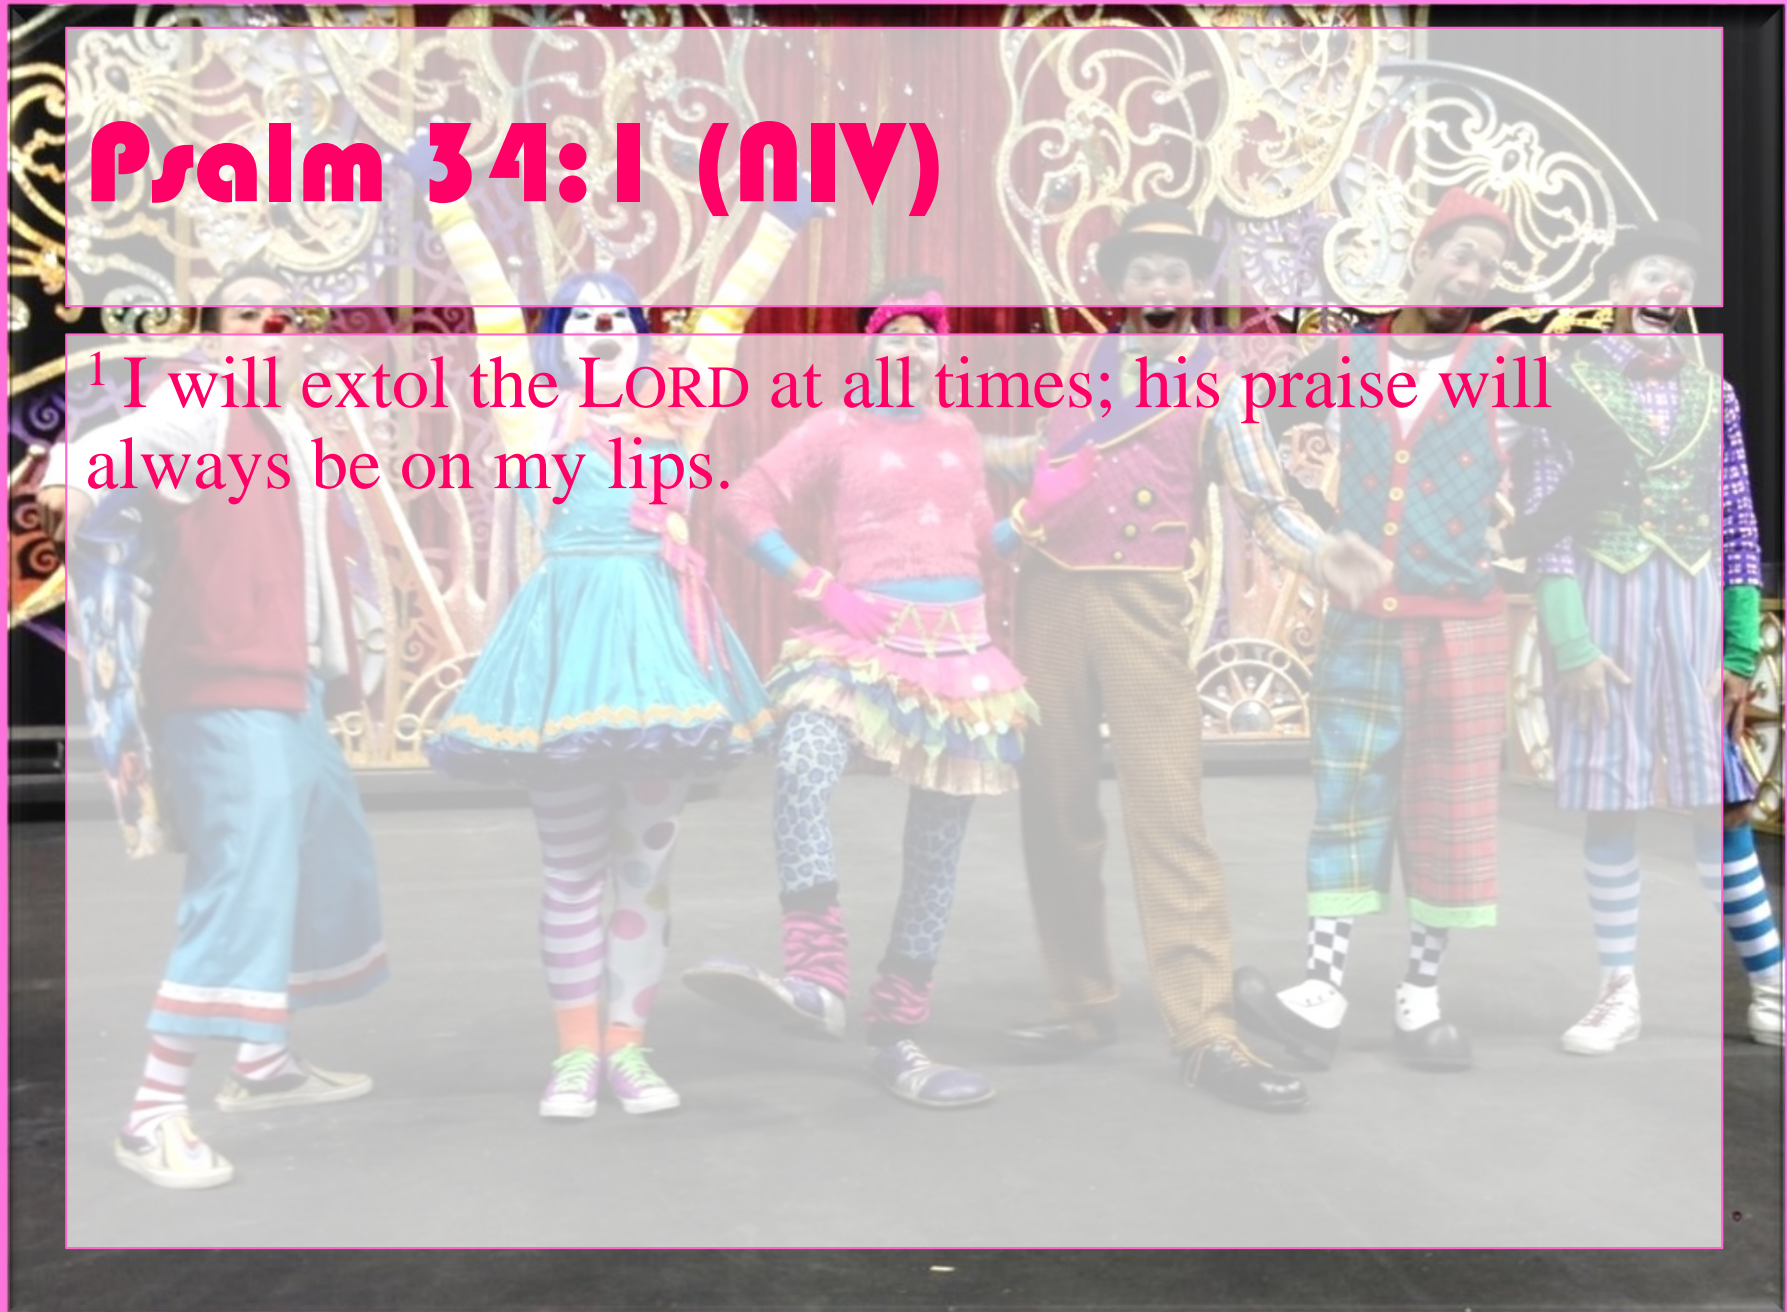 Psalm 34:1 (NIV)
1 I will extol the LORD at all times; his praise will
always be on my lips.